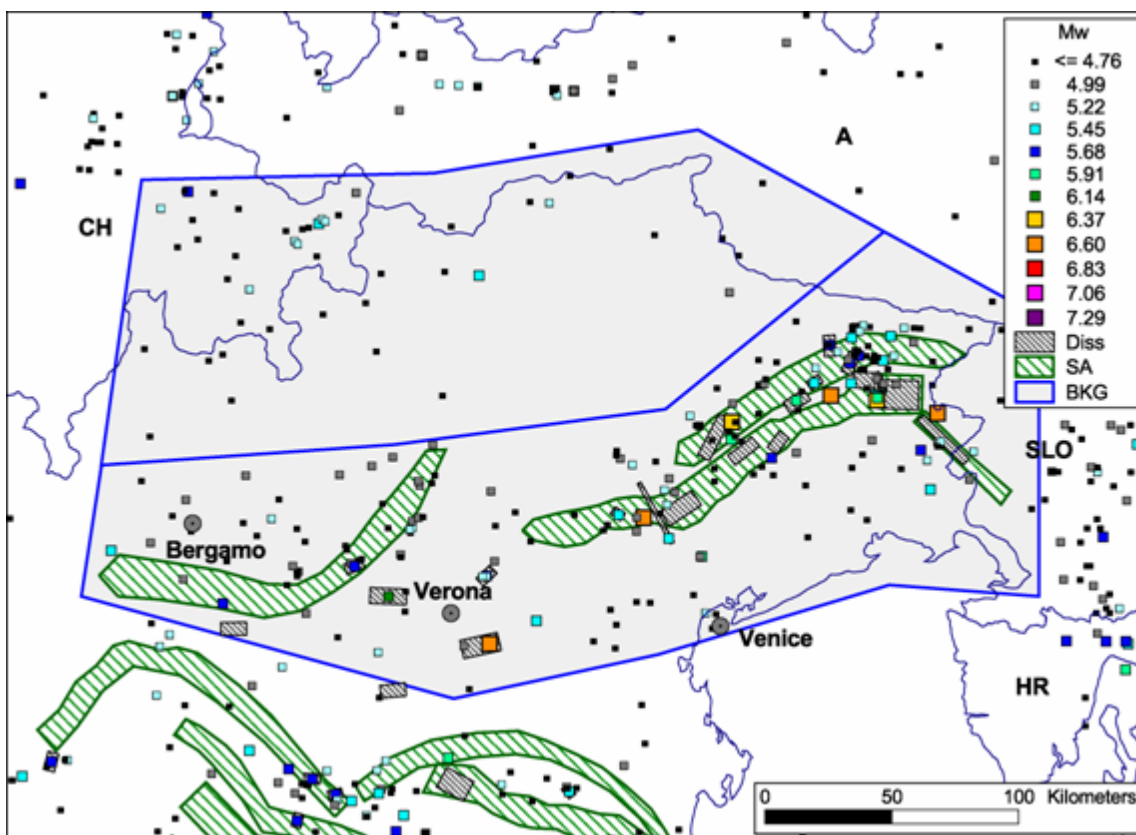 Mw
<= 4.76
4.99
5.22
5.45
5.68
5.91
6.14
6.37
6.60
6.83
7.06
7.29
Diss
SA
BKG
A
CH
SLO
Bergamo
Verona
Venice
HR
0 50 100 Kilometers